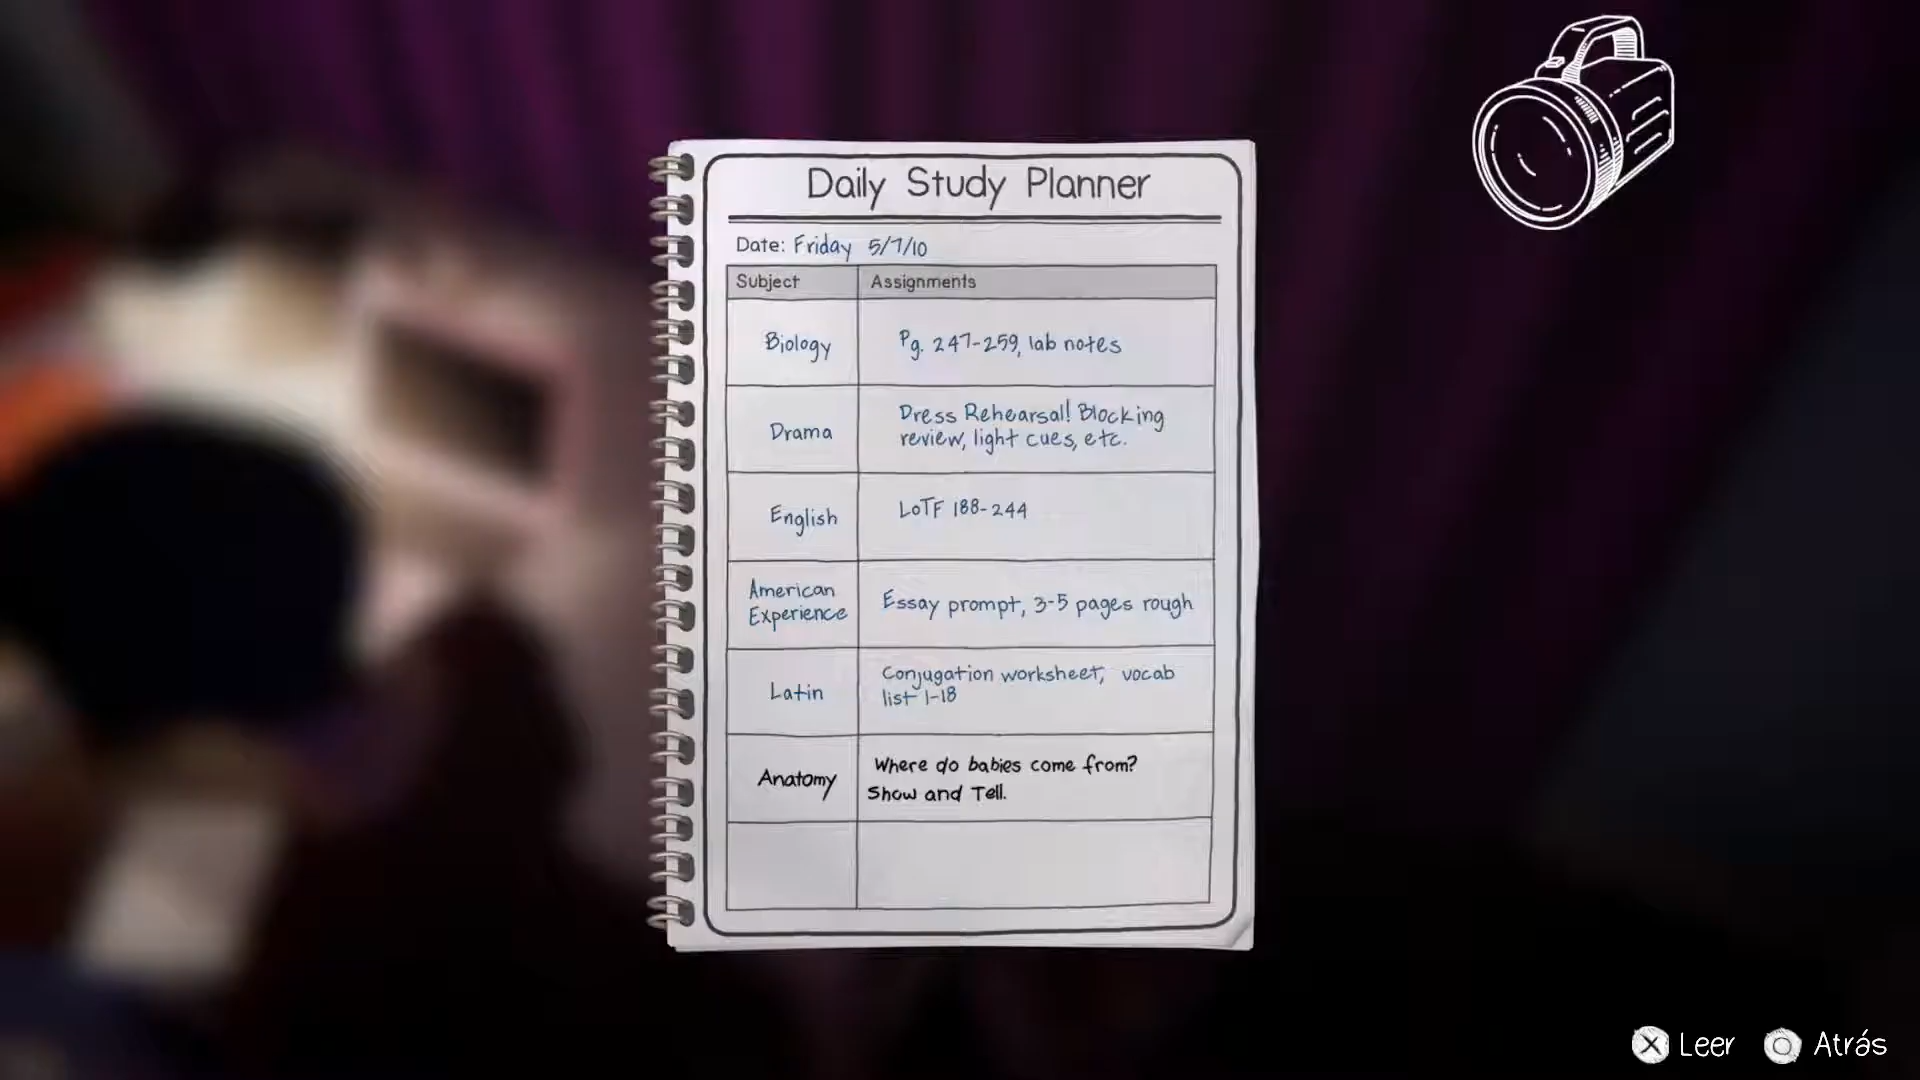 Daily Study Planner
Date: Friday 5/7/10
Subject Assignments
Biology Pg. 247-259, lab notes
Drama Dress Rehearsal! Blocking
review, light cues, etc.
English LoTF 188-244
American
Experience Essay prompt, 3-5 pages rough
Latin Conjugation worksheet, vocab
list 1-18
Anatomy Where do babies come from?
Show and Tell.
Leer Atrás